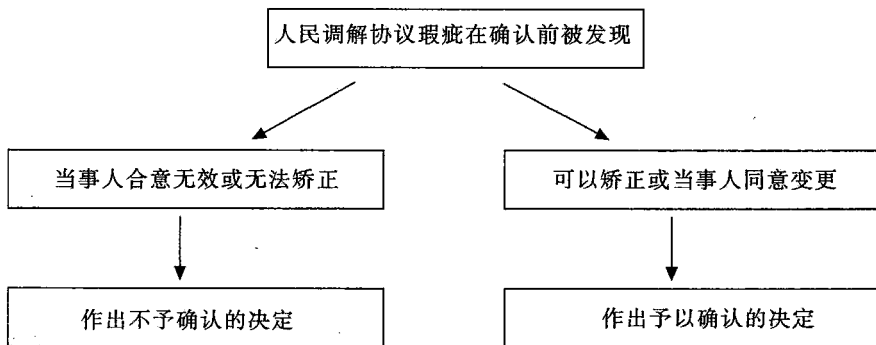 人民调解协议瑕疵在确认前被发现
当事人合意无效或无法矫正
可以矫正或当事人同意变更
作出不予确认的决定
作出予以确认的决定